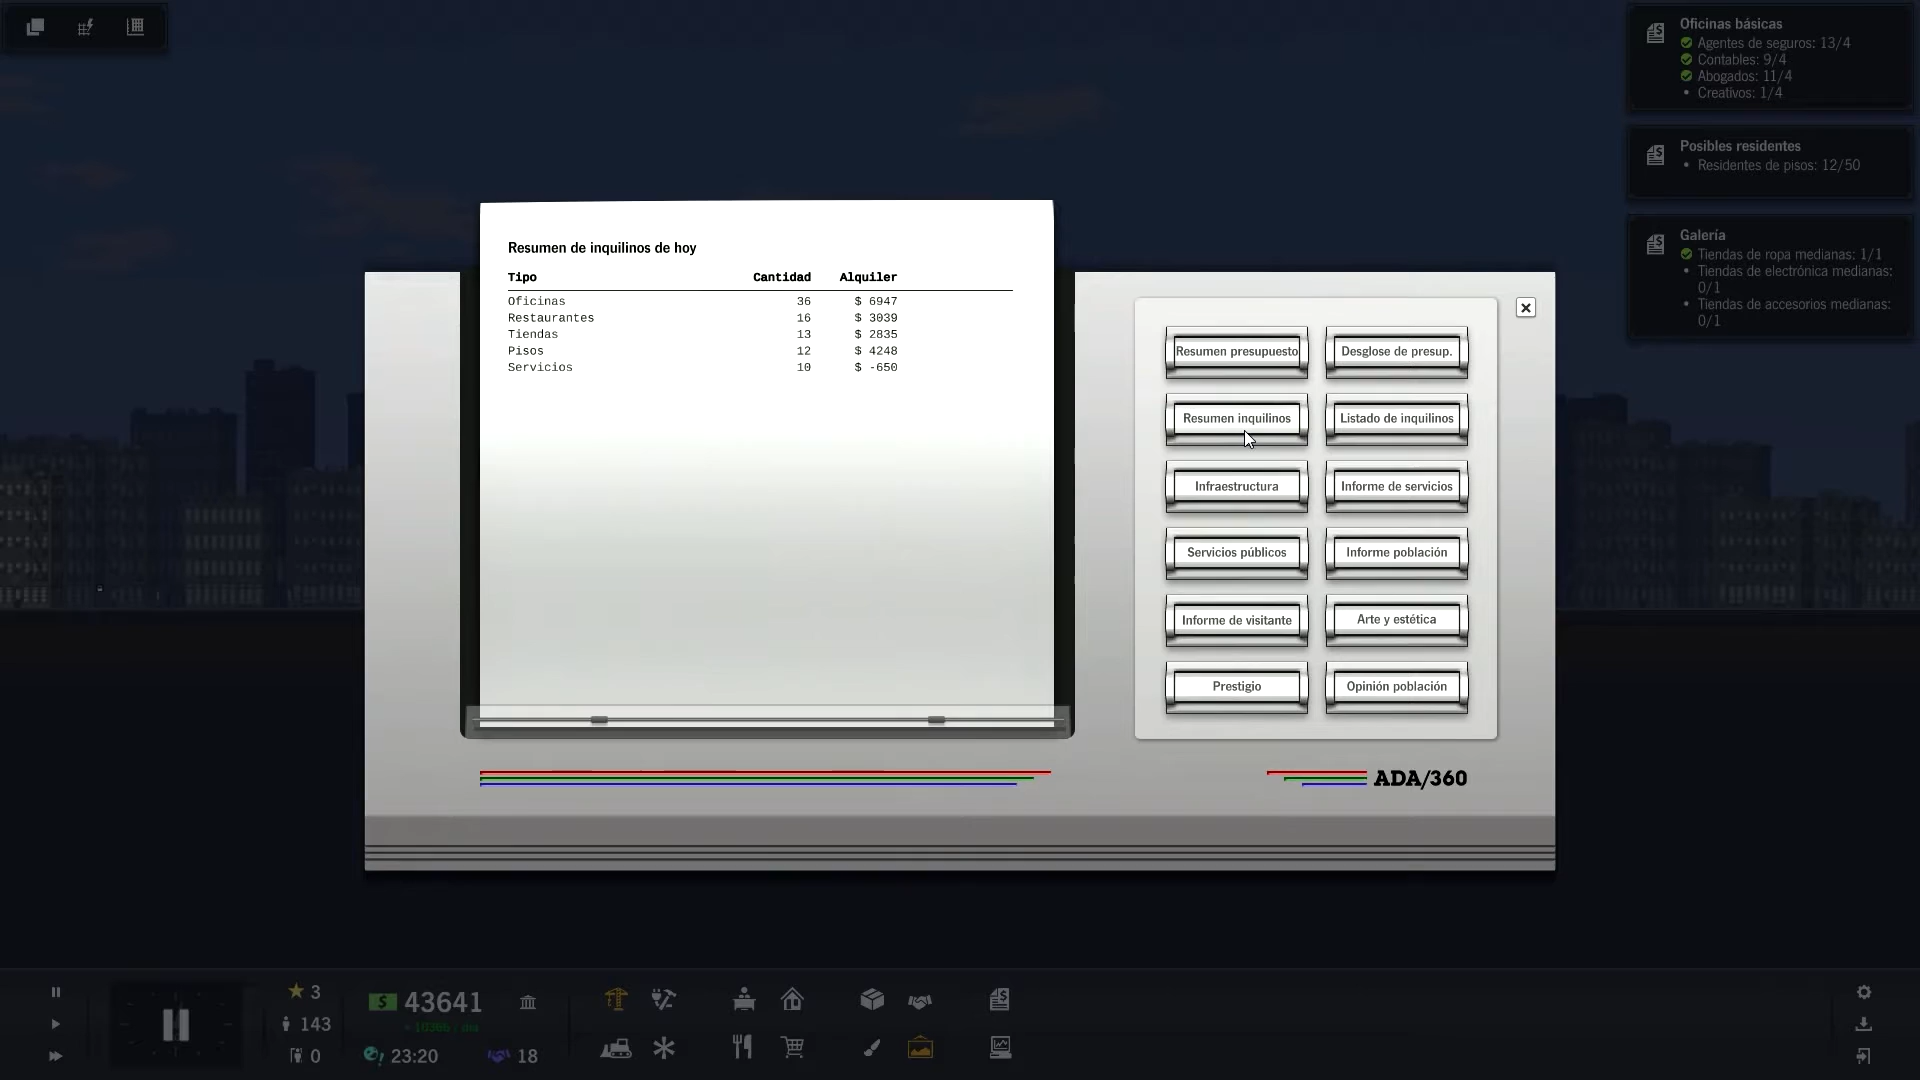 Oficinas básicas
Agentes de seguros: 13/4
Contables: 9/4
Abogados: 11/4
• Creativos: 1/4
Posibles residentes
• Residentes de pisos: 12/50
Galería
Tiendas de ropa medianas: 1/1
• Tiendas de electrónica medianas:
0/1
• Tiendas de accesorios medianas:
0/1
Resumen de inquilinos de hoy
Tipo Cantidad Alquiler
Oficinas 36 $ 6947
Restaurantes 16 $ 3039
Tiendas 13 $ 2835
Pisos 12 $ 4248
Servicios 10 $ -650
Resumen presupuesto Desglose de presup.
Resumen inquilinos Listado de inquilinos
Infraestructura Informe de servicios
Servicios públicos Informe población
Informe de visitante Arte y estética
Prestigio Opinión población
ADA/360
3
143
0
43641
23:20
18